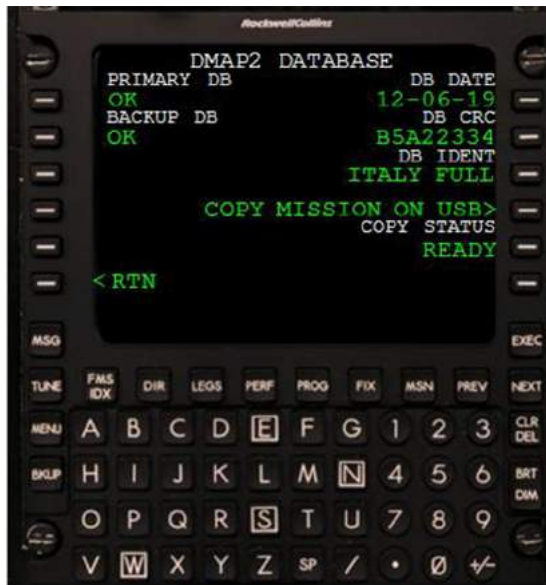 RockwellCollins
DMAP2 DATABASE
PRIMARY DB DB DATE
OK 12-06-19
BACKUP DB DB CRC
OK B5A22334
DB IDENT
ITALY FULL
COPY MISSION ON USB>
COPY STATUS
READY
<RTN
MSG EXEC
TUNE FMS IDX DIR LEGS PERF PROG FIX MSN PREV NEXT
MENU A B C D E F G 1 2 3 CLR DEL
BKUP H I J K L M N 4 5 6 BRT DIM
O P Q R S T U 7 8 9
V W X Y Z SP / . 0 +/-